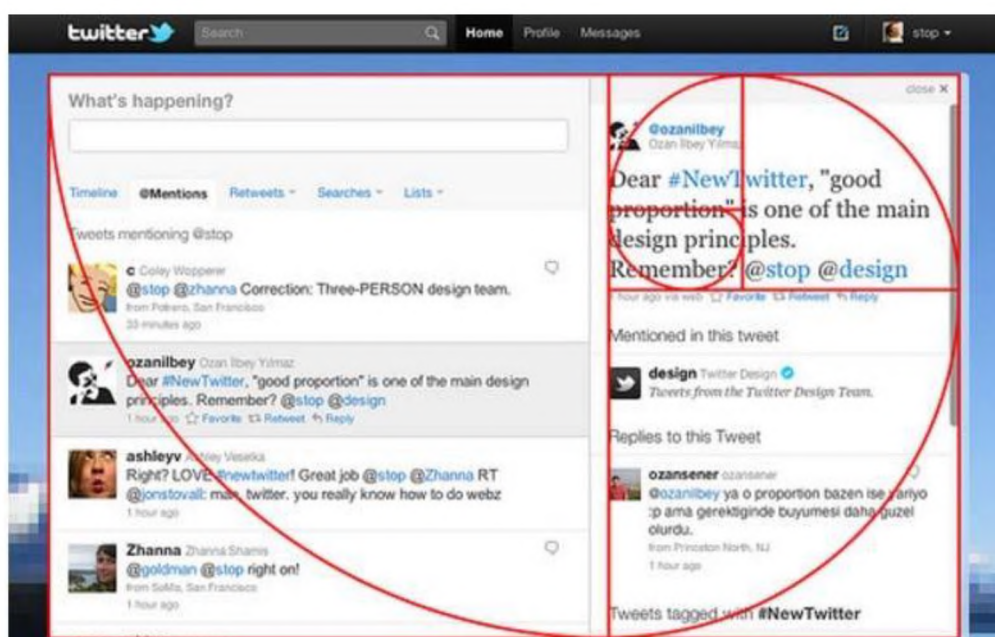 twitter
Search
Home Profile Messages
stop
What's happening?
Timeline @Mentions Retweets Searches Lists
Tweets mentioning @stop
c Coley Wopperer
@stop @zhanna Correction: Three-PERSON design team.
from Potrero, San Francisco
33 minutes ago
ozanilbey Ozan Ilbey Yılmaz
Dear #NewTwitter, "good proportion" is one of the main design
principles. Remember? @stop @design
1 hour ago Favorite Retweet Reply
ashleyv Ashley Veselka
Right? LOVE #newtwitter! Great job @stop @Zhanna RT
@jonstovall: man, twitter. you really know how to do webz
1 hour ago
Zhanna Zhanna Shamis
@goldman @stop right on!
from SoMa, San Francisco
1 hour ago
close X
@ozanilbey
Ozan Ilbey Yılmaz
Dear #NewTwitter, "good
proportion" is one of the main
design principles.
Remember? @stop @design
1 hour ago via web Favorite Retweet Reply
Mentioned in this tweet
design Twitter Design
Tweets from the Twitter Design Team.
Replies to this Tweet
ozansener ozansener
@ozanilbey ya o proportion bazen ise yariyo
:p ama gerektiginde buyumesi daha guzel
olurdu.
from Princeton North, NJ
1 hour ago
Tweets tagged with #NewTwitter